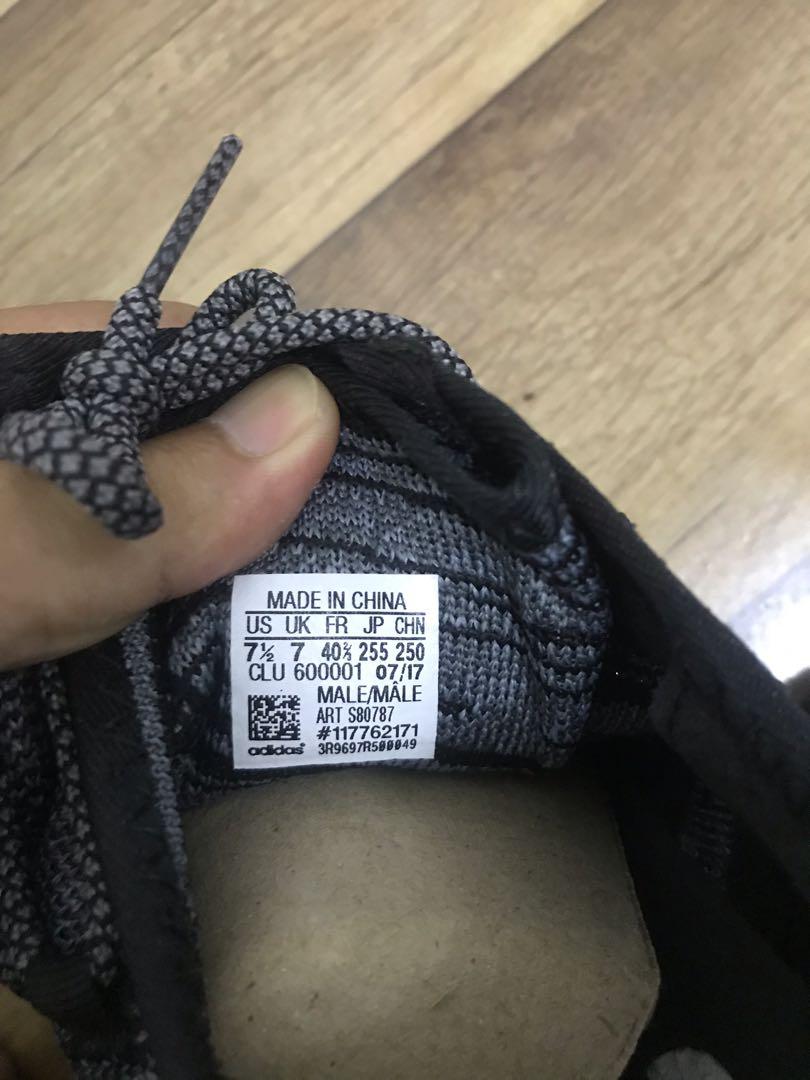 MADE IN CHINA
US UK FR JP CHN
7½ 7 40⅔ 255 250
CLU 600001 07/17
MALE/MÂLE
ART S80787
#117762171
adidas® 3R9697R500049